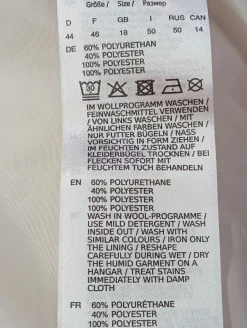 Größe / Size / Размер
D F GB I RUS CAN
44 46 18 50 50 14
DE 60% POLYURETHAN
40% POLYESTER
100% POLYESTER
100% POLYESTER
30
IM WOLLPROGRAMM WASCHEN /
FEINWASCHMITTEL VERWENDEN
/ VON LINKS WASCHEN / MIT
ÄHNLICHEN FARBEN WASCHEN /
NUR FUTTER BÜGELN / NASS
VORSICHTIG IN FORM ZIEHEN /
IM FEUCHTEN ZUSTAND AUF
KLEIDERBÜGEL TROCKNEN / BEI
FLECKEN SOFORT MIT
FEUCHTEM TUCH BEHANDELN
EN 60% POLYURETHANE
40% POLYESTER
100% POLYESTER
100% POLYESTER
WASH IN WOOL-PROGRAMME /
USE MILD DETERGENT / WASH
INSIDE OUT / WASH WITH
SIMILAR COLOURS / IRON ONLY
THE LINING / RESHAPE
CAREFULLY DURING WET / DRY
THE HUMID GARMENT ON A
HANGAR / TREAT STAINS
IMMEDIATELY WITH DAMP
CLOTH
FR 60% POLYURÉTHANE
40% POLYESTER
100% POLYESTER